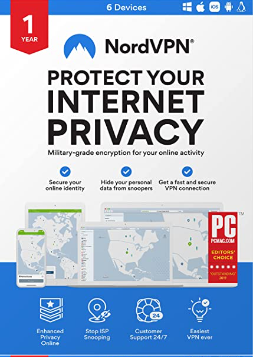 6 Devices
iOS
1
YEAR
NordVPN®
PROTECT YOUR
INTERNET
PRIVACY
Military-grade encryption for your online activity
Secure your
online identity
Hide your personal
data from snoopers
Get a fast and secure
VPN connection
PC
PCMAG.COM
EDITORS'
CHOICE
Enhanced
Privacy
Online
Stop ISP
Snooping
24
Customer
Support 24/7
Easiest
VPN ever